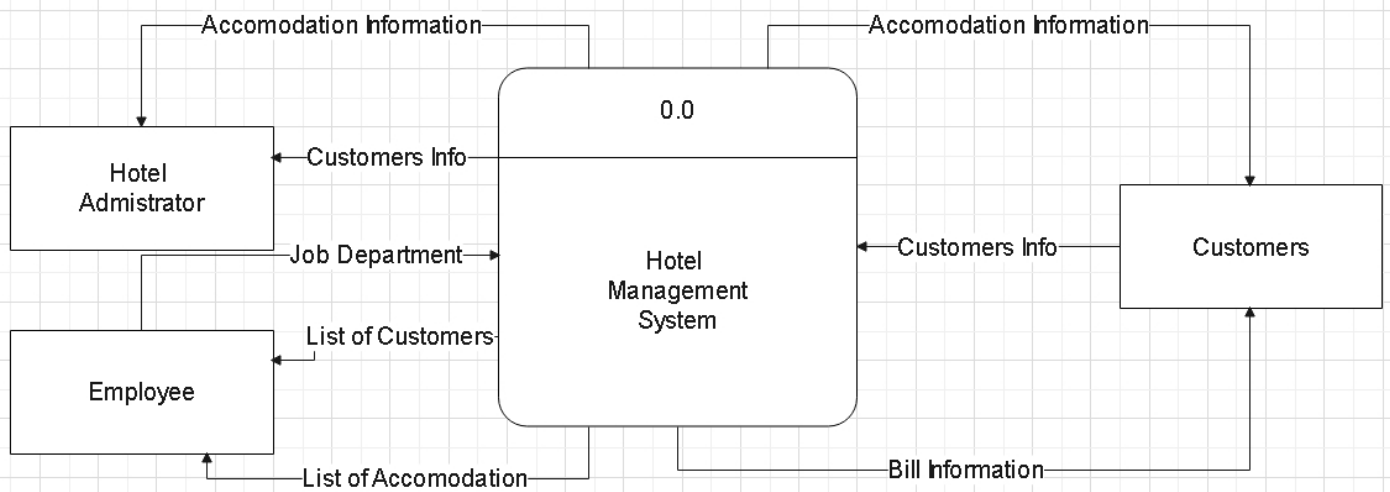 Accomodation Information
Accomodation Information
0.0
Customers Info
Hotel
Admistrator
Job Department
Hotel
Management
System
Customers Info
Customers
List of Customers
Employee
List of Accomodation
Bill Information